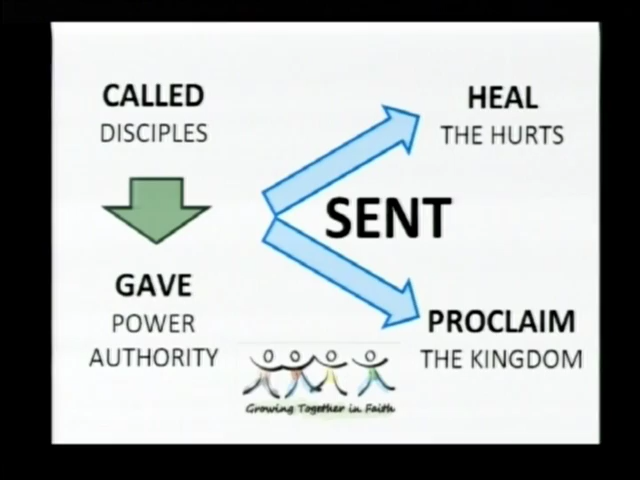 CALLED
DISCIPLES
GAVE
POWER
AUTHORITY
SENT
HEAL
THE HURTS
PROCLAIM
THE KINGDOM
Growing Together in Faith